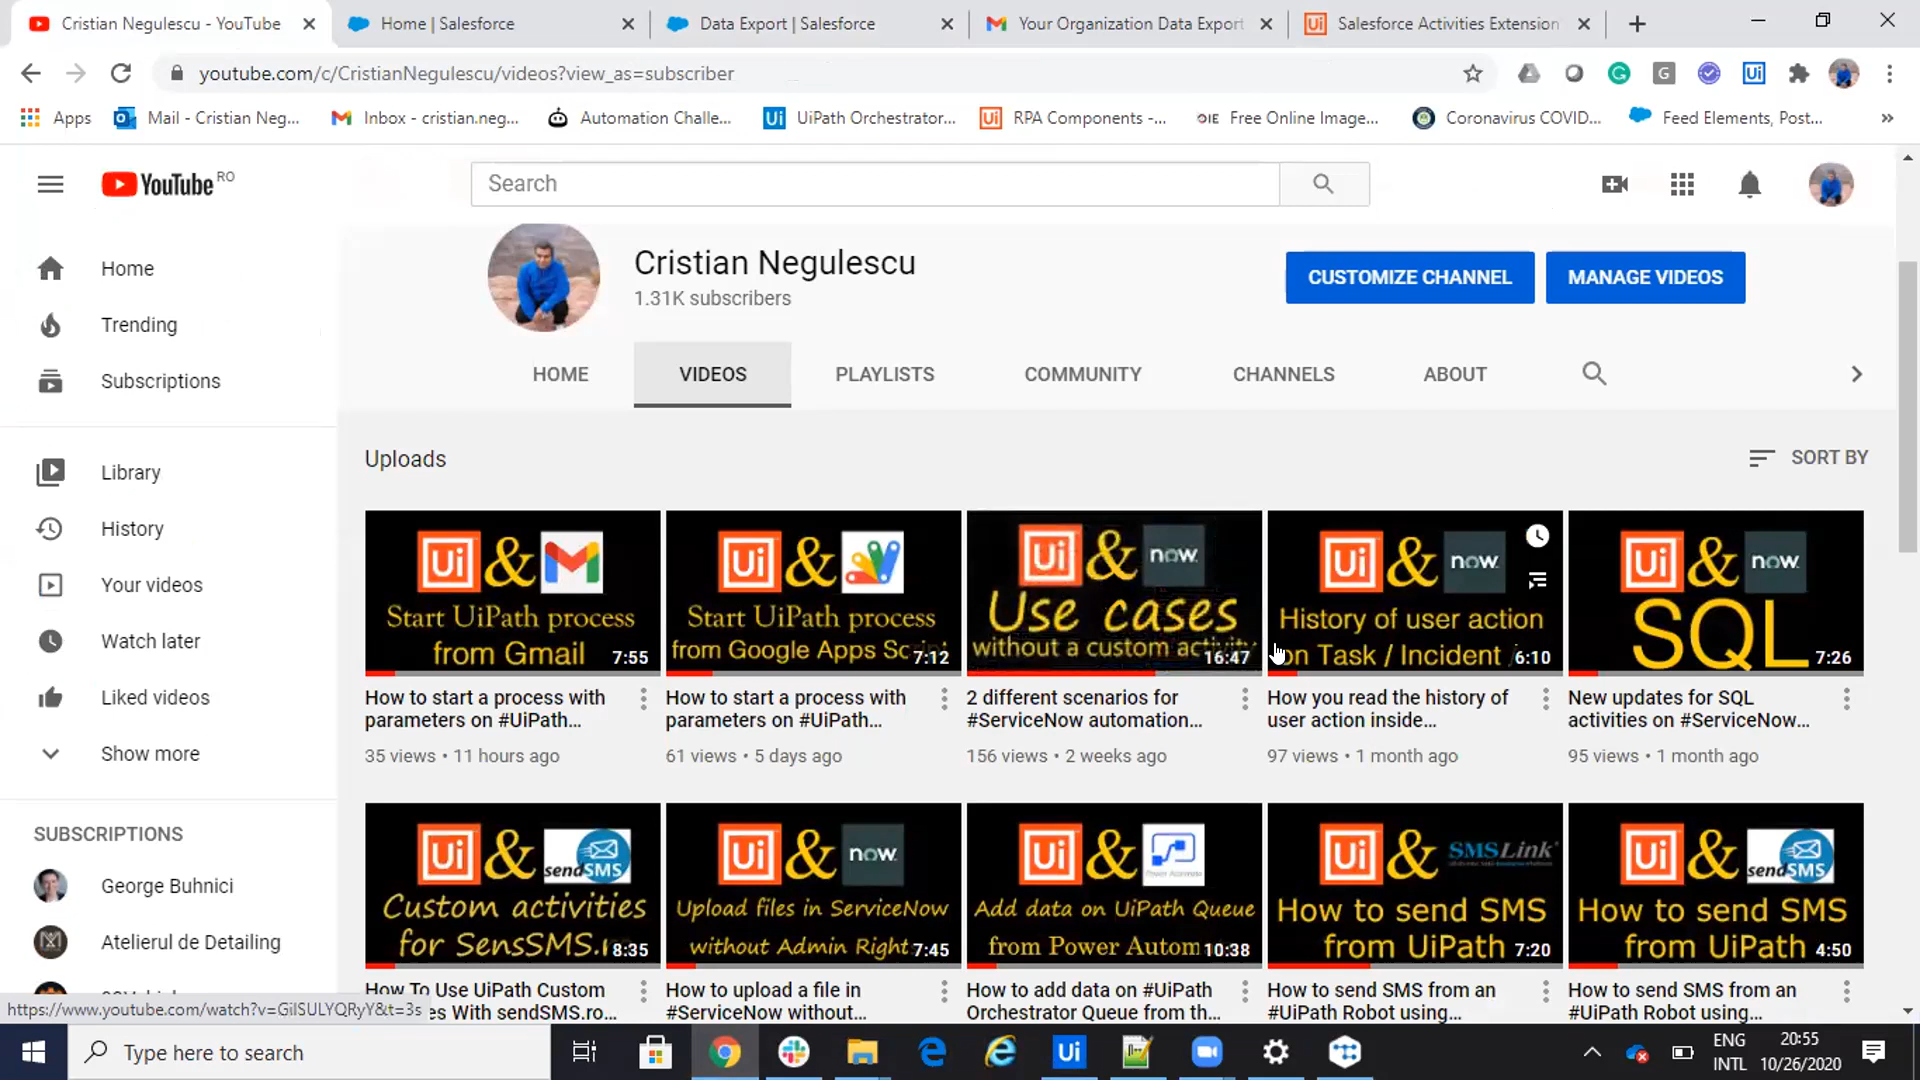 Cristian Negulescu - YouTube
Home | Salesforce
Data Export | Salesforce
Your Organization Data Export
Salesforce Activities Extension
youtube.com/c/CristianNegulescu/videos?view_as=subscriber
Apps
Mail - Cristian Neg...
Inbox - cristian.neg...
Automation Challe...
UiPath Orchestrator...
RPA Components -...
Free Online Image...
Coronavirus COVID...
Feed Elements, Post...
YouTube RO
Search
Home
Trending
Subscriptions
Library
History
Your videos
Watch later
Liked videos
Show more
SUBSCRIPTIONS
George Buhnici
Atelierul de Detailing
Cristian Negulescu
1.31K subscribers
CUSTOMIZE CHANNEL
MANAGE VIDEOS
HOME
VIDEOS
PLAYLISTS
COMMUNITY
CHANNELS
ABOUT
Uploads
SORT BY
Ui &
Start UiPath process
from Gmail
7:55
How to start a process with
parameters on #UiPath...
35 views • 11 hours ago
Ui &
Start UiPath process
from Google Apps Sc
7:12
How to start a process with
parameters on #UiPath...
61 views • 5 days ago
Ui & now.
Use cases
without a custom activity
16:47
2 different scenarios for
#ServiceNow automation...
156 views • 2 weeks ago
Ui & now.
History of user action
on Task / Incident
6:10
How you read the history of
user action inside...
97 views • 1 month ago
Ui & now.
SQL
7:26
New updates for SQL
activities on #ServiceNow...
95 views • 1 month ago
Ui & sendSMS
Custom activities
for SensSMS.r
8:35
How To Use UiPath Custom
es With sendSMS.ro...
Ui & now.
Upload files in ServiceNow
without Admin Right
7:45
How to upload a file in
#ServiceNow without...
Ui & Power Automate
Add data on UiPath Queue
from Power Autom
10:38
How to add data on #UiPath
Orchestrator Queue from th...
Ui & SMSLink
How to send SMS
from UiPath
7:20
How to send SMS from an
#UiPath Robot using...
Ui & sendSMS
How to send SMS
from UiPath
4:50
How to send SMS from an
#UiPath Robot using...
https://www.youtube.com/watch?v=GilSULYQRyY&t=3s
Type here to search
ENG
INTL
20:55
10/26/2020